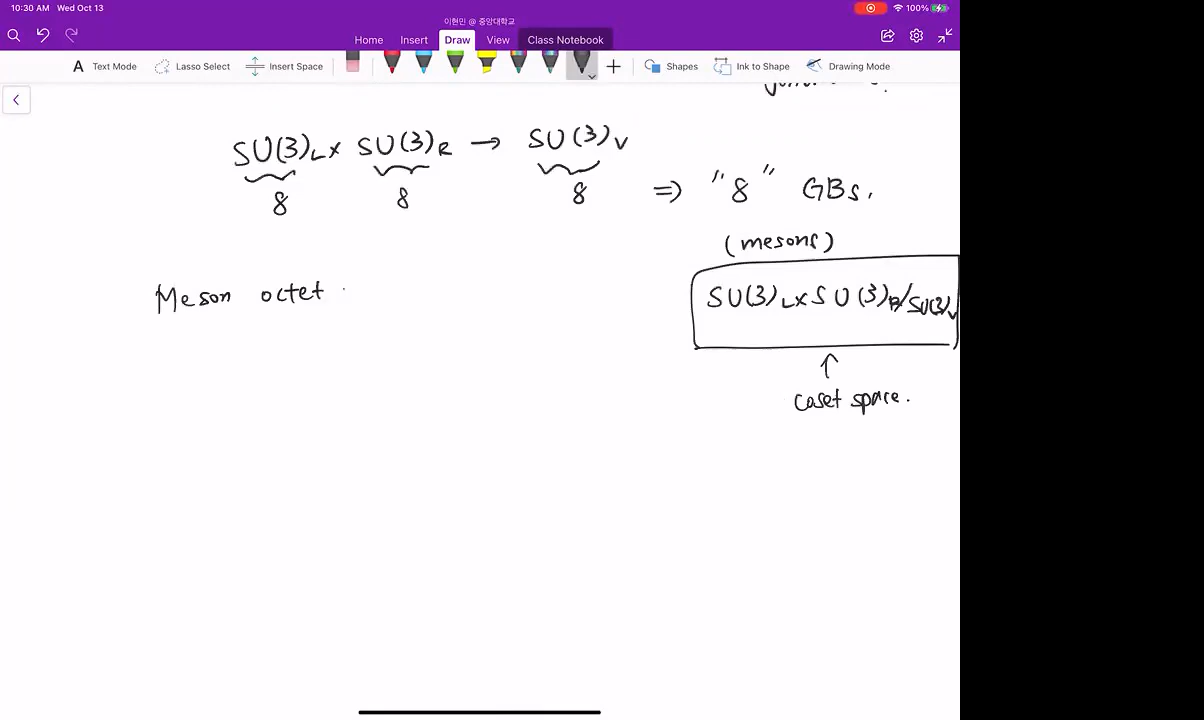 10:30 AM Wed Oct 13
100%
이현민 @ 중앙대학교
Home Insert Draw View Class Notebook
A Text Mode Lasso Select Insert Space Shapes Ink to Shape Drawing Mode
SU(3)L × SU(3)R → SU(3)V
8 8 8 ⇒ "8" GBs.
(mesons)
Meson octet
SU(3)L × SU(3)R/SU(3)V
↑
coset space.